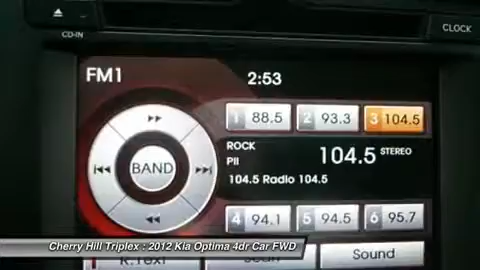 CD-IN
CLOCK
FM1
2:53
1 88.5
2 93.3
3 104.5
BAND
ROCK
PII
104.5 STEREO
104.5 Radio 104.5
4 94.1
5 94.5
6 95.7
Cherry Hill Triplex : 2012 Kia Optima 4dr Car FWD
Sound